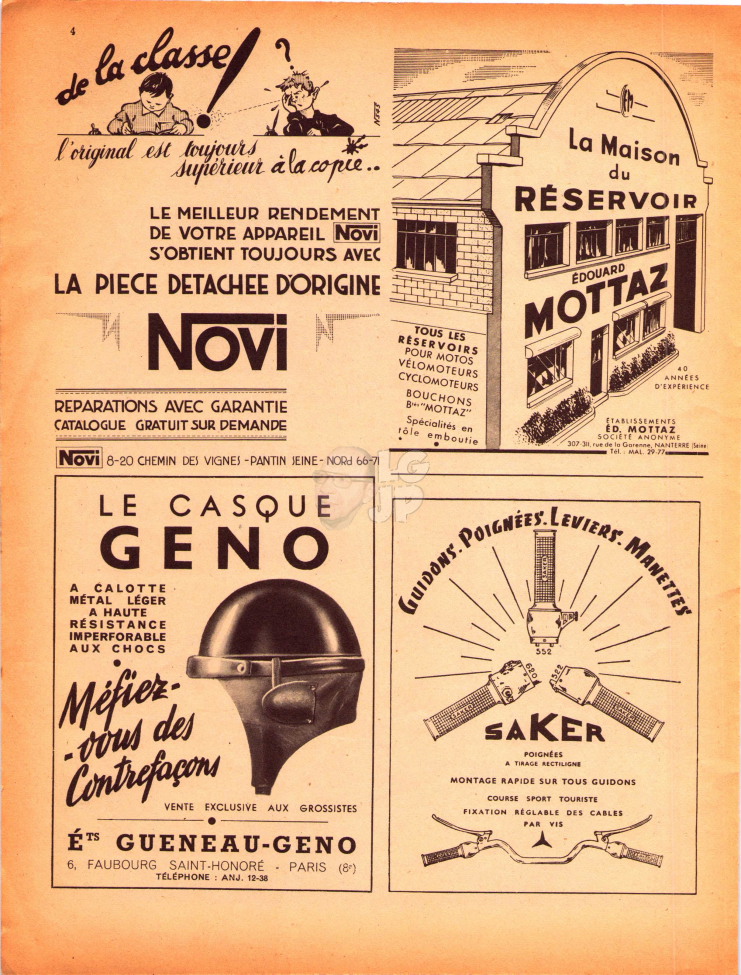 4
de la classe !
?
l'original est toujours
supérieur à la copie..
LE MEILLEUR RENDEMENT
DE VOTRE APPAREIL NOVI
S'OBTIENT TOUJOURS AVEC
LA PIECE DETACHEE D'ORIGINE
NOVI
REPARATIONS AVEC GARANTIE
CATALOGUE GRATUIT SUR DEMANDE
NOVI 8-20 CHEMIN DES VIGNES - PANTIN SEINE - NORD 66-71
La Maison
du
RÉSERVOIR
ÉDOUARD
MOTTAZ
TOUS LES
RÉSERVOIRS
POUR MOTOS
VÉLOMOTEURS
CYCLOMOTEURS
BOUCHONS
Bᵗᵉˢ "MOTTAZ"
Spécialités en
tôle emboutie
40
ANNÉES
D'EXPÉRIENCE
ÉTABLISSEMENTS
ÉD. MOTTAZ
SOCIÉTÉ ANONYME
307-311, rue de la Garenne, NANTERRE (Seine)
Tél. : MAL. 29-77
LG
JP
LE CASQUE
GENO
A CALOTTE
MÉTAL LÉGER
A HAUTE
RÉSISTANCE
IMPERFORABLE
AUX CHOCS
Méfiez-
-vous des
Contrefaçons
VENTE EXCLUSIVE AUX GROSSISTES
ÉTS GUENEAU-GENO
6, FAUBOURG SAINT-HONORÉ - PARIS (8ᵉ)
TÉLÉPHONE : ANJ. 12-38
GUIDONS. POIGNÉES. LEVIERS. MANETTES
552
620
522
SAKER
POIGNÉES
A TIRAGE RECTILIGNE
MONTAGE RAPIDE SUR TOUS GUIDONS
COURSE SPORT TOURISTE
FIXATION RÉGLABLE DES CABLES
PAR VIS